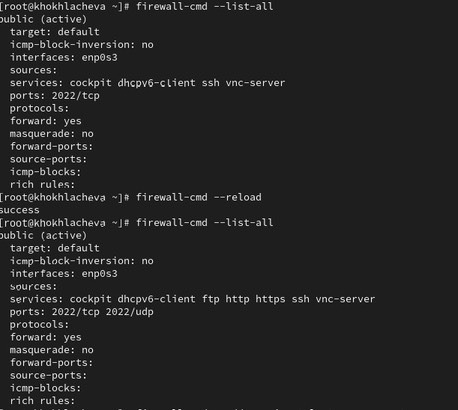 [root@khokhlacheva ~]# firewall-cmd --list-all
public (active)
target: default
icmp-block-inversion: no
interfaces: enp0s3
sources:
services: cockpit dhcpv6-client ssh vnc-server
ports: 2022/tcp
protocols:
forward: yes
masquerade: no
forward-ports:
source-ports:
icmp-blocks:
rich rules:
[root@khokhlacheva ~]# firewall-cmd --reload
success
[root@khokhlacheva ~]# firewall-cmd --list-all
public (active)
target: default
icmp-block-inversion: no
interfaces: enp0s3
sources:
services: cockpit dhcpv6-client ftp http https ssh vnc-server
ports: 2022/tcp 2022/udp
protocols:
forward: yes
masquerade: no
forward-ports:
source-ports:
icmp-blocks:
rich rules: